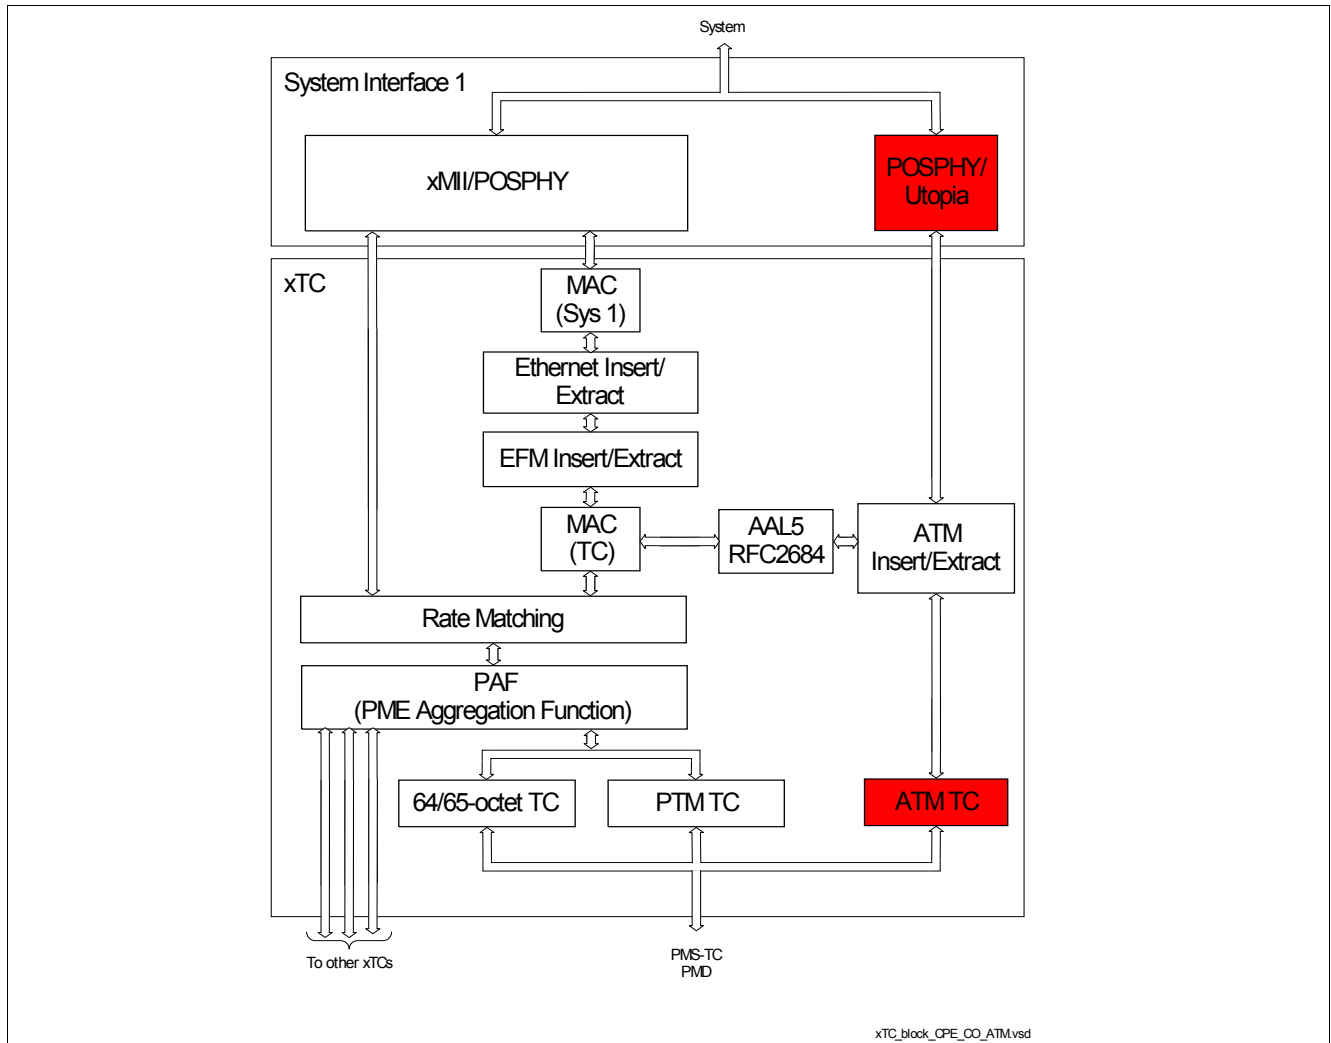 System
System Interface 1
xMII/POSPHY
POSPHY/
Utopia
xTC
MAC
(Sys 1)
Ethernet Insert/
Extract
EFM Insert/Extract
MAC
(TC)
AAL5
RFC2684
ATM
Insert/Extract
Rate Matching
PAF
(PME Aggregation Function)
64/65-octet TC
PTM TC
ATM TC
To other xTCs
PMS-TC
PMD
xTC_block_CPE_CO_ATM.vsd